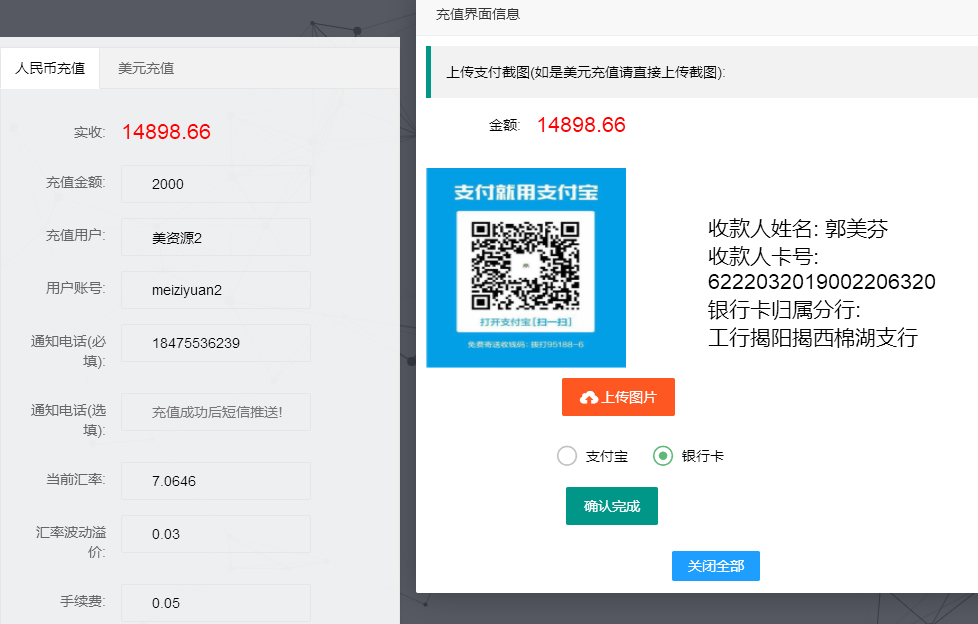 人民币充值
美元充值
实收:
14898.66
充值金额:
2000
充值用户:
美资源2
用户账号:
meiziyuan2
通知电话(必
填):
18475536239
通知电话(选
填):
充值成功后短信推送!
当前汇率:
7.0646
汇率波动溢
价:
0.03
手续费:
0.05
充值界面信息
上传支付截图(如是美元充值请直接上传截图):
金额:
14898.66
支付就用支付宝
打开支付宝[扫一扫]
免费寄送收钱码：拨打95188-6
收款人姓名: 郭美芬
收款人卡号:
6222032019002206320
银行卡归属分行:
工行揭阳揭西棉湖支行
上传图片
支付宝
银行卡
确认完成
关闭全部